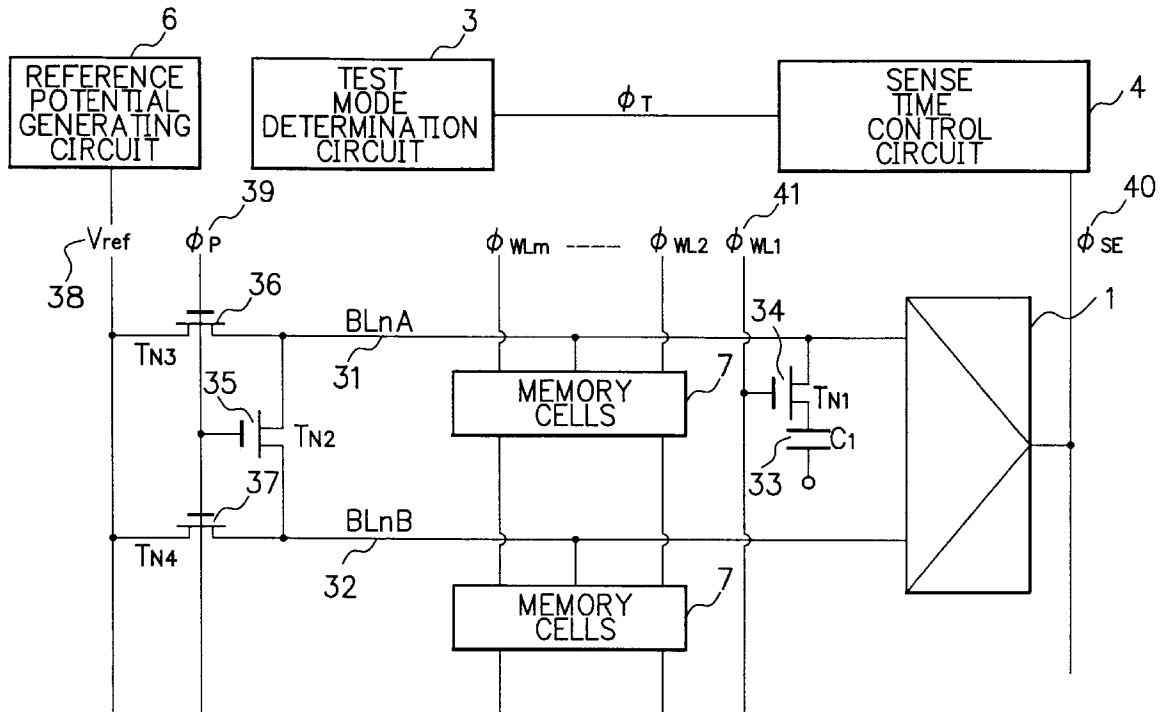 6
3
4
REFERENCE
POTENTIAL
GENERATING
CIRCUIT
TEST
MODE
DETERMINATION
CIRCUIT
ϕT
SENSE
TIME
CONTROL
CIRCUIT
39
41
40
Vref
38
ϕP
ϕWLm ---- ϕWL2
ϕWL1
ϕSE
36
34
1
BLnA
31
TN3
35
TN2
7
MEMORY
CELLS
TN1
C1
33
37
BLnB
32
TN4
7
MEMORY
CELLS